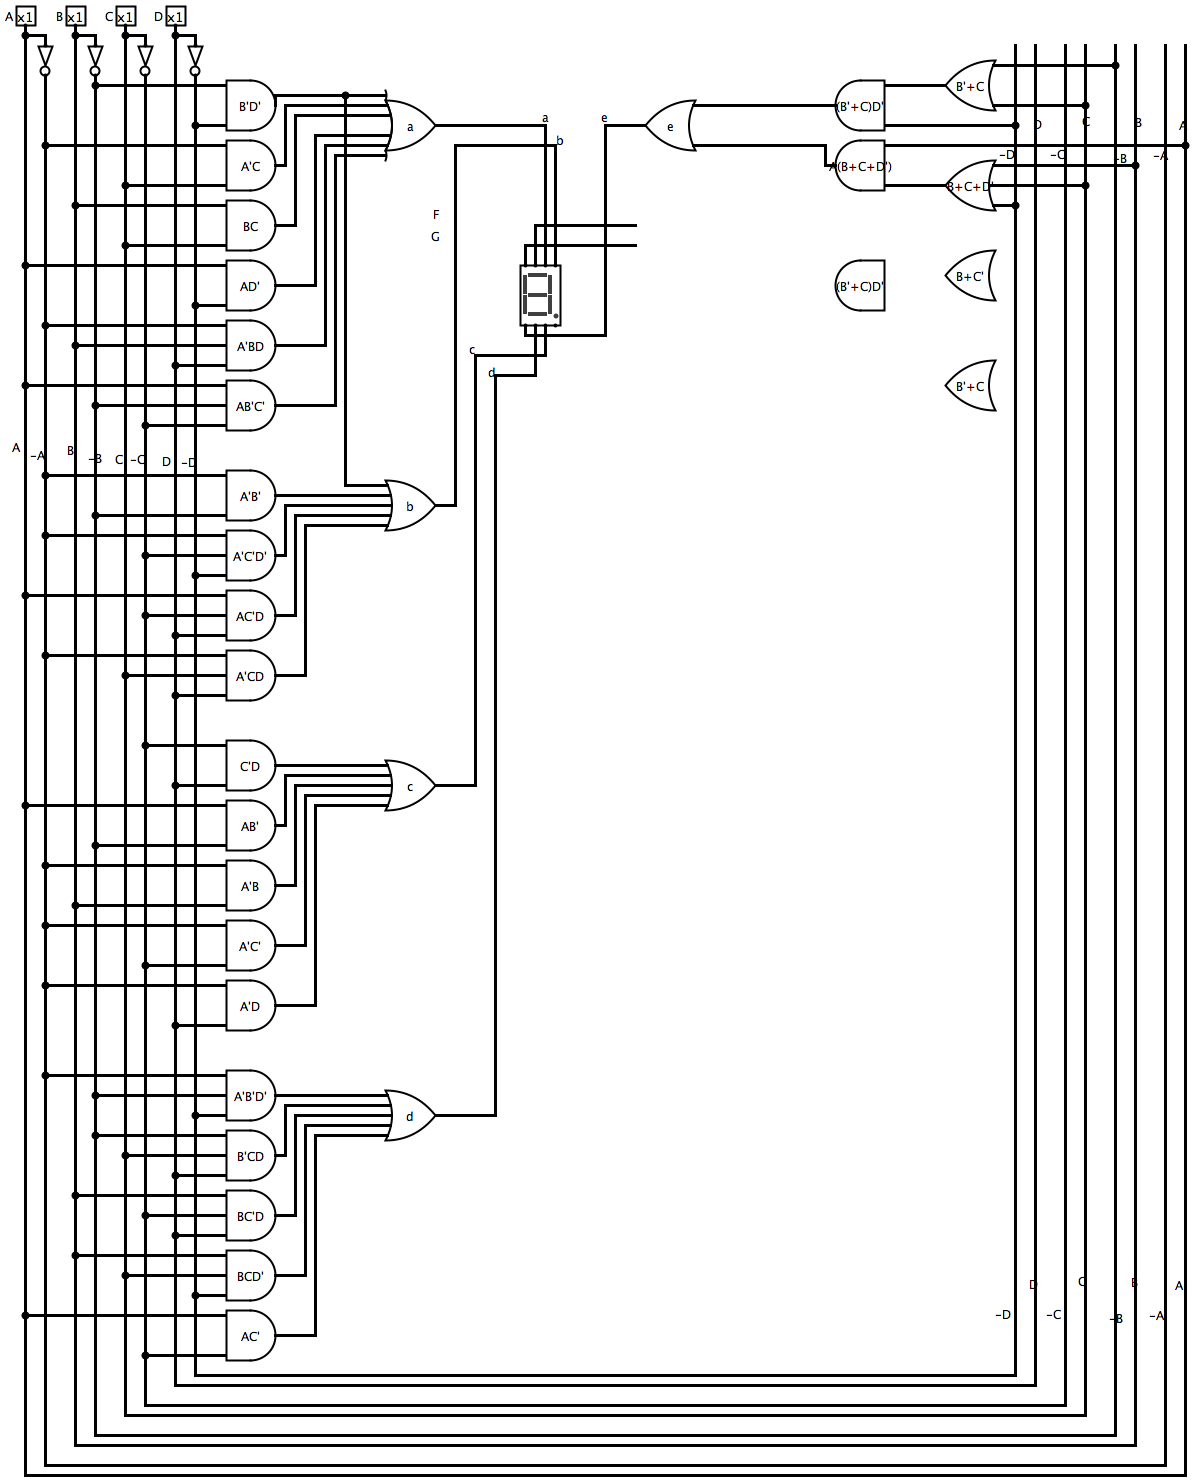 A x1 B x1 C x1 D x1
B'D'
A'C
BC
AD'
A'BD
AB'C'
a
a
b
e
e
(B'+C)D'
A(B+C+D')
B'+C
B+C+D'
D
C
B
A
–D
–C
–B
–A
F
G
(B'+C)D'
B+C'
B'+C
c
d
A
–A
B
–B
C
–C
D
–D
A'B'
A'C'D'
AC'D
A'CD
b
C'D
AB'
A'B
A'C'
A'D
c
A'B'D'
B'CD
BC'D
BCD'
AC'
d
D
C
B
A
–D
–C
–B
–A